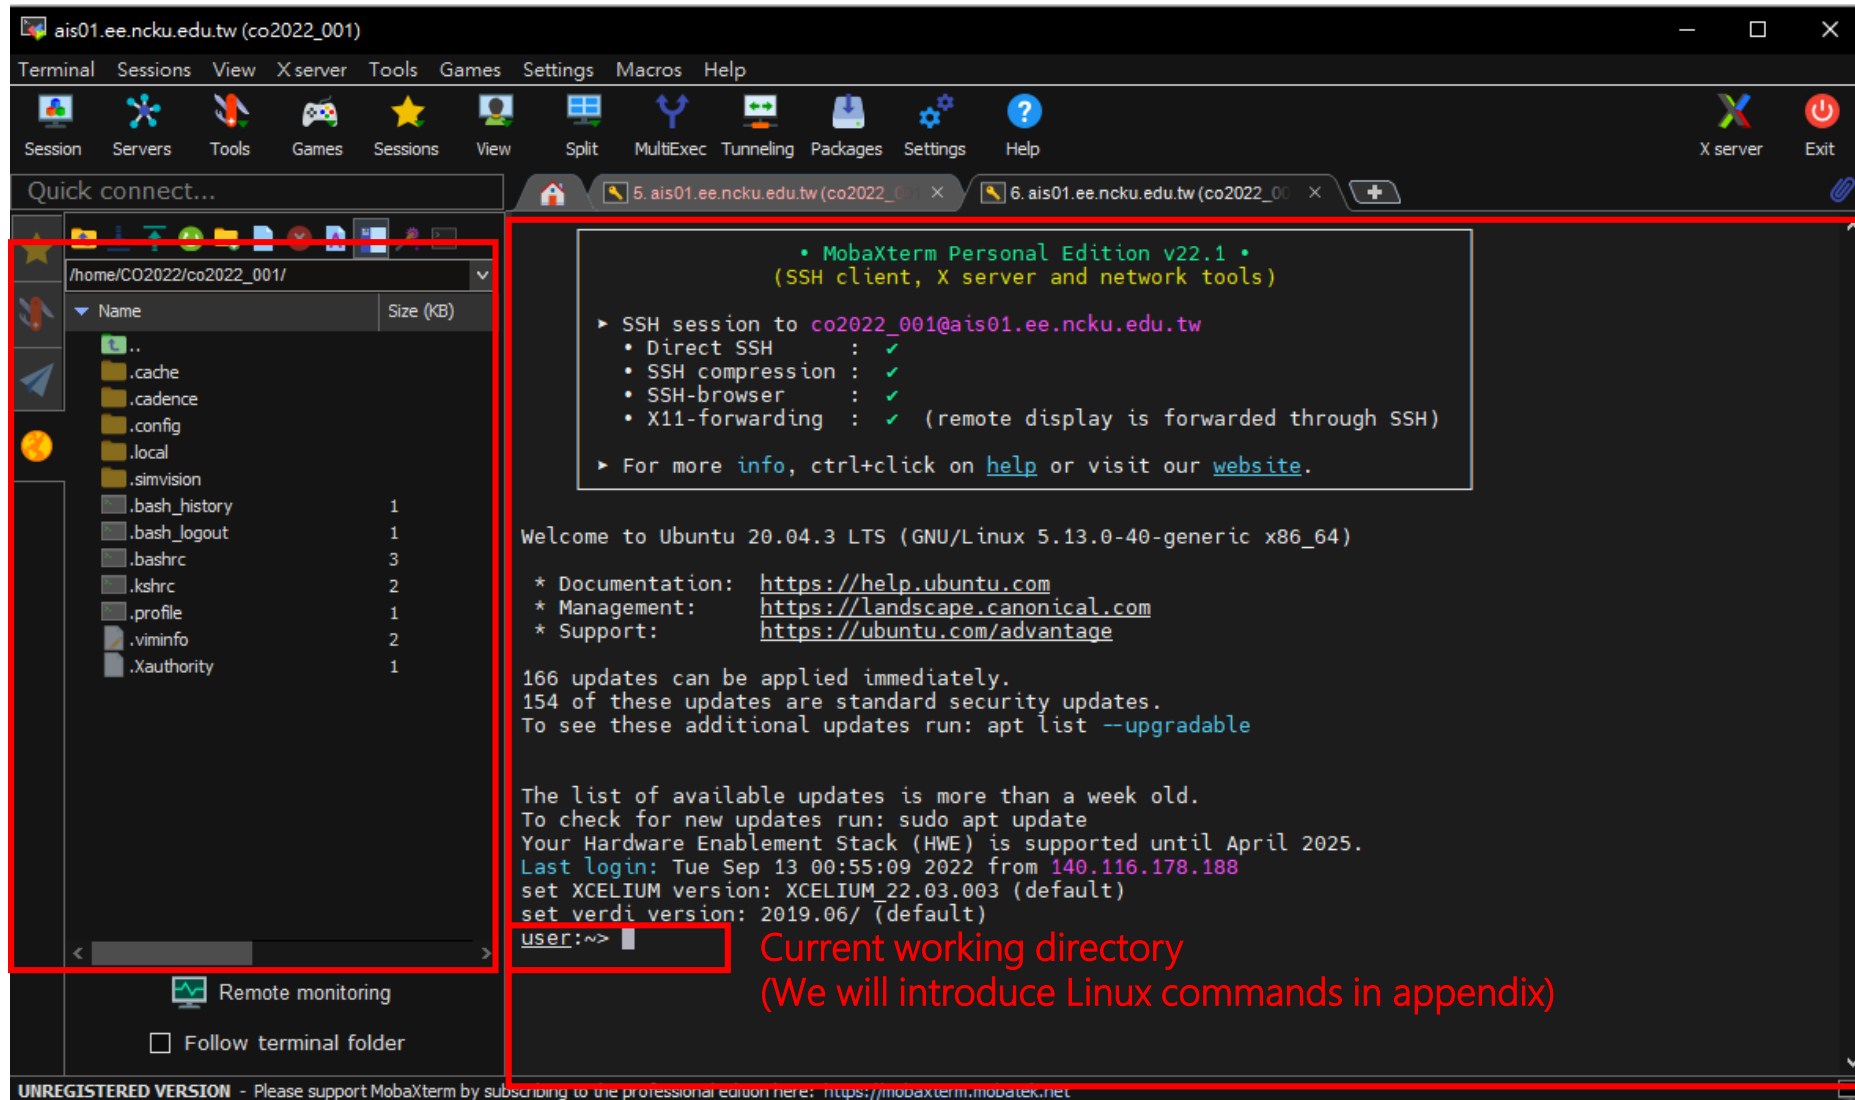 ais01.ee.ncku.edu.tw (co2022_001)
Terminal Sessions View X server Tools Games Settings Macros Help
Session Servers Tools Games Sessions View Split MultiExec Tunneling Packages Settings Help X server Exit
Quick connect...
5. ais01.ee.ncku.edu.tw (co2022_001
6. ais01.ee.ncku.edu.tw (co2022_00
/home/CO2022/co2022_001/
Name Size (KB)
..
.cache
.cadence
.config
.local
.simvision
.bash_history 1
.bash_logout 1
.bashrc 3
.kshrc 2
.profile 1
.viminfo 2
.Xauthority 1
Remote monitoring
Follow terminal folder
• MobaXterm Personal Edition v22.1 •
(SSH client, X server and network tools)
➤ SSH session to co2022_001@ais01.ee.ncku.edu.tw
• Direct SSH : ✔
• SSH compression : ✔
• SSH-browser : ✔
• X11-forwarding : ✔ (remote display is forwarded through SSH)
➤ For more info, ctrl+click on help or visit our website.
Welcome to Ubuntu 20.04.3 LTS (GNU/Linux 5.13.0-40-generic x86_64)
* Documentation: https://help.ubuntu.com
* Management: https://landscape.canonical.com
* Support: https://ubuntu.com/advantage
166 updates can be applied immediately.
154 of these updates are standard security updates.
To see these additional updates run: apt list --upgradable
The list of available updates is more than a week old.
To check for new updates run: sudo apt update
Your Hardware Enablement Stack (HWE) is supported until April 2025.
Last login: Tue Sep 13 00:55:09 2022 from 140.116.178.188
set XCELIUM version: XCELIUM_22.03.003 (default)
set verdi version: 2019.06/ (default)
user:~>
Current working directory
(We will introduce Linux commands in appendix)
UNREGISTERED VERSION - Please support MobaXterm by subscribing to the professional edition here: https://mobaxterm.mobatek.net